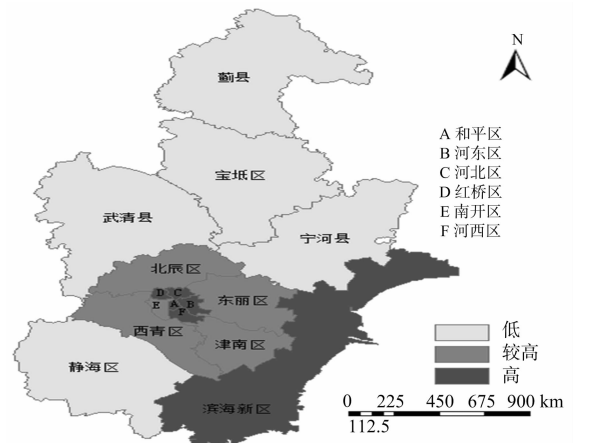 蓟县
N
A 和平区
B 河东区
C 河北区
D 红桥区
E 南开区
F 河西区
宝坻区
武清县
宁河县
北辰区
D C
东丽区
E A B
F
西青区
津南区
静海区
滨海新区
低
较高
高
0 225 450 675 900 km
112.5